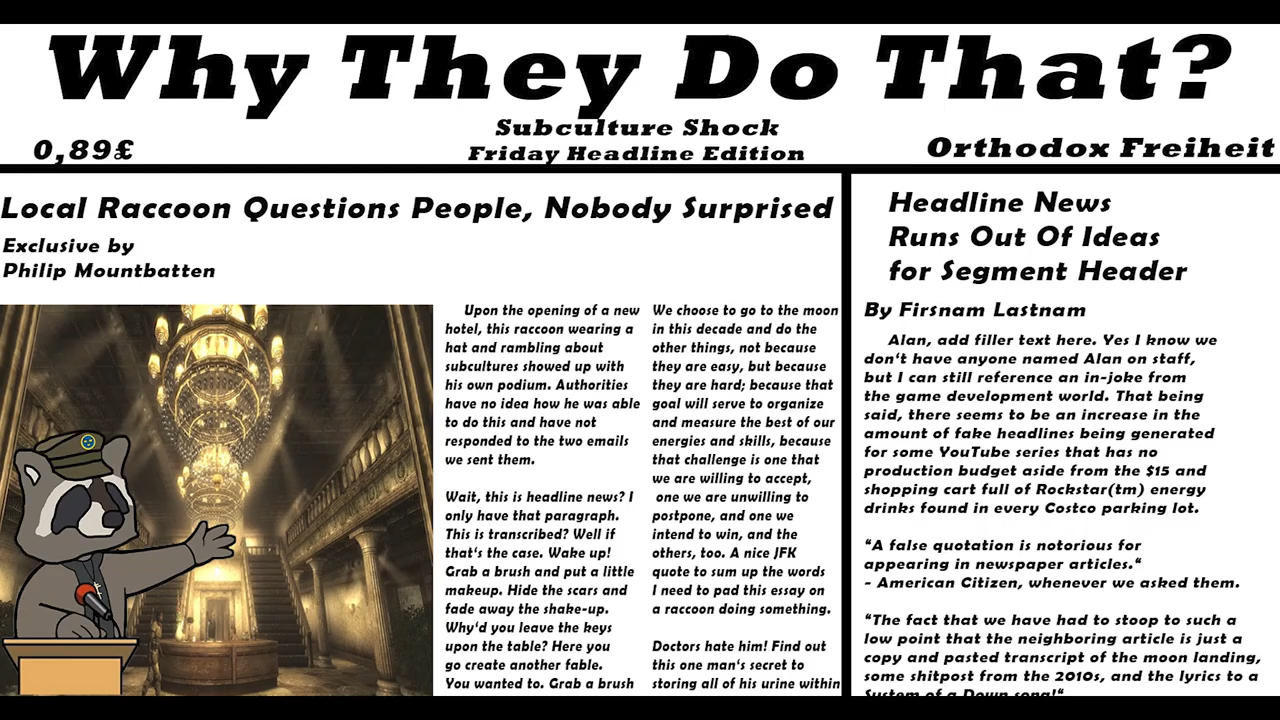 Why They Do That?
Subculture Shock
0,89£
Friday Headline Edition
Orthodox Freiheit
Local Raccoon Questions People, Nobody Surprised
Exclusive by
Philip Mountbatten
Upon the opening of a new
hotel, this raccoon wearing a
hat and rambling about
subcultures showed up with
his own podium. Authorities
have no idea how he was able
to do this and have not
responded to the two emails
we sent them.
Wait, this is headline news? I
only have that paragraph.
This is transcribed? Well if
that's the case. Wake up!
Grab a brush and put a little
makeup. Hide the scars and
fade away the shake-up.
Why'd you leave the keys
upon the table? Here you
go create another fable.
You wanted to. Grab a brush
We choose to go to the moon
in this decade and do the
other things, not because
they are easy, but because
they are hard; because that
goal will serve to organize
and measure the best of our
energies and skills, because
that challenge is one that
we are willing to accept,
one we are unwilling to
postpone, and one we
intend to win, and the
others, too. A nice JFK
quote to sum up the words
I need to pad this essay on
a raccoon doing something.
Doctors hate him! Find out
this one man's secret to
storing all of his urine within
Headline News
Runs Out Of Ideas
for Segment Header
By Firsnam Lastnam
Alan, add filler text here. Yes I know we
don't have anyone named Alan on staff,
but I can still reference an in-joke from
the game development world. That being
said, there seems to be an increase in the
amount of fake headlines being generated
for some YouTube series that has no
production budget aside from the $15 and
shopping cart full of Rockstar(tm) energy
drinks found in every Costco parking lot.
"A false quotation is notorious for
appearing in newspaper articles."
- American Citizen, whenever we asked them.
"The fact that we have had to stoop to such a
low point that the neighboring article is just a
copy and pasted transcript of the moon landing,
some shitpost from the 2010s, and the lyrics to a
System of a Down song!"